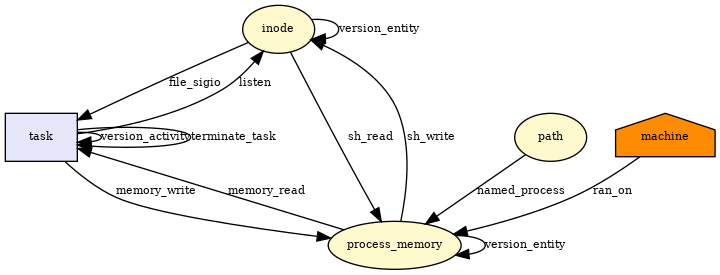 inode
version_entity
file_sigio
listen
task
version_activity
terminate_task
sh_read
sh_write
path
machine
memory_write
memory_read
named_process
ran_on
process_memory
version_entity